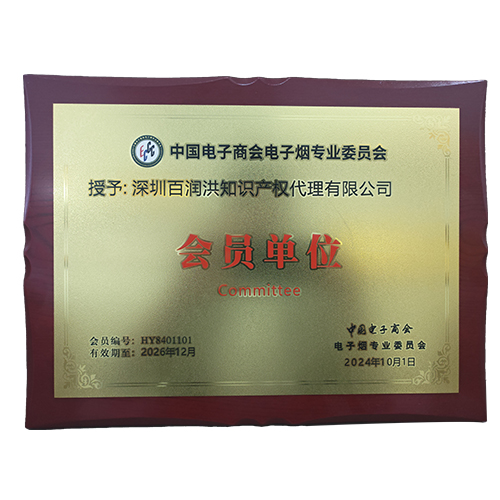 中国电子商会电子烟专业委员会
授予: 深圳百润洪知识产权代理有限公司
会员单位
Committee
会员编号: HY8401101
有效期至: 2026年12月
中国电子商会
电子烟专业委员会
2024年10月1日